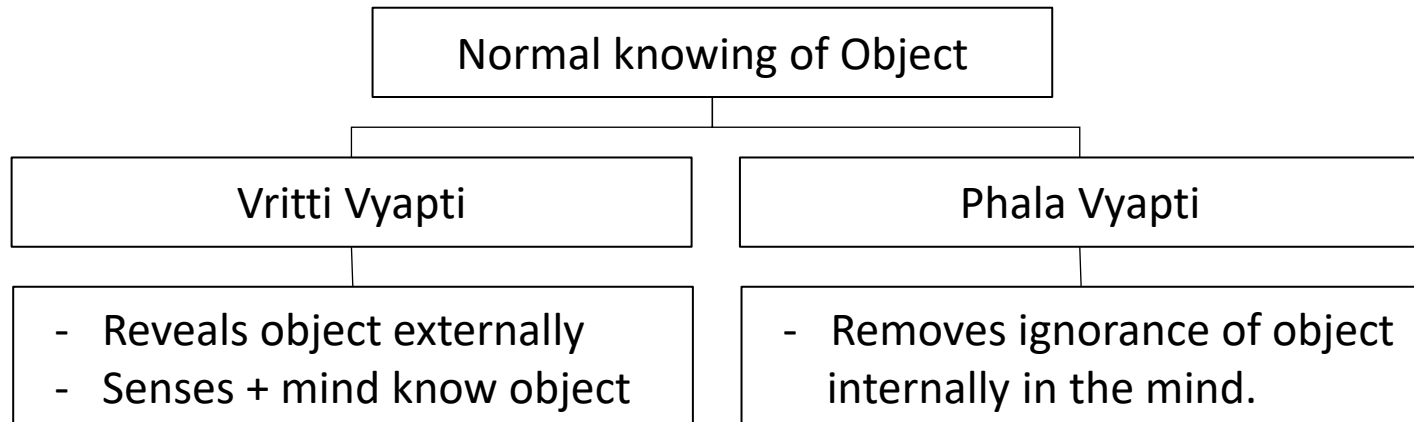 Normal knowing of Object
Vritti Vyapti
Phala Vyapti
- Reveals object externally
- Senses + mind know object
- Removes ignorance of object
internally in the mind.